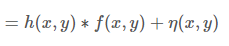 = h(x, y) * f(x, y) + η(x, y)